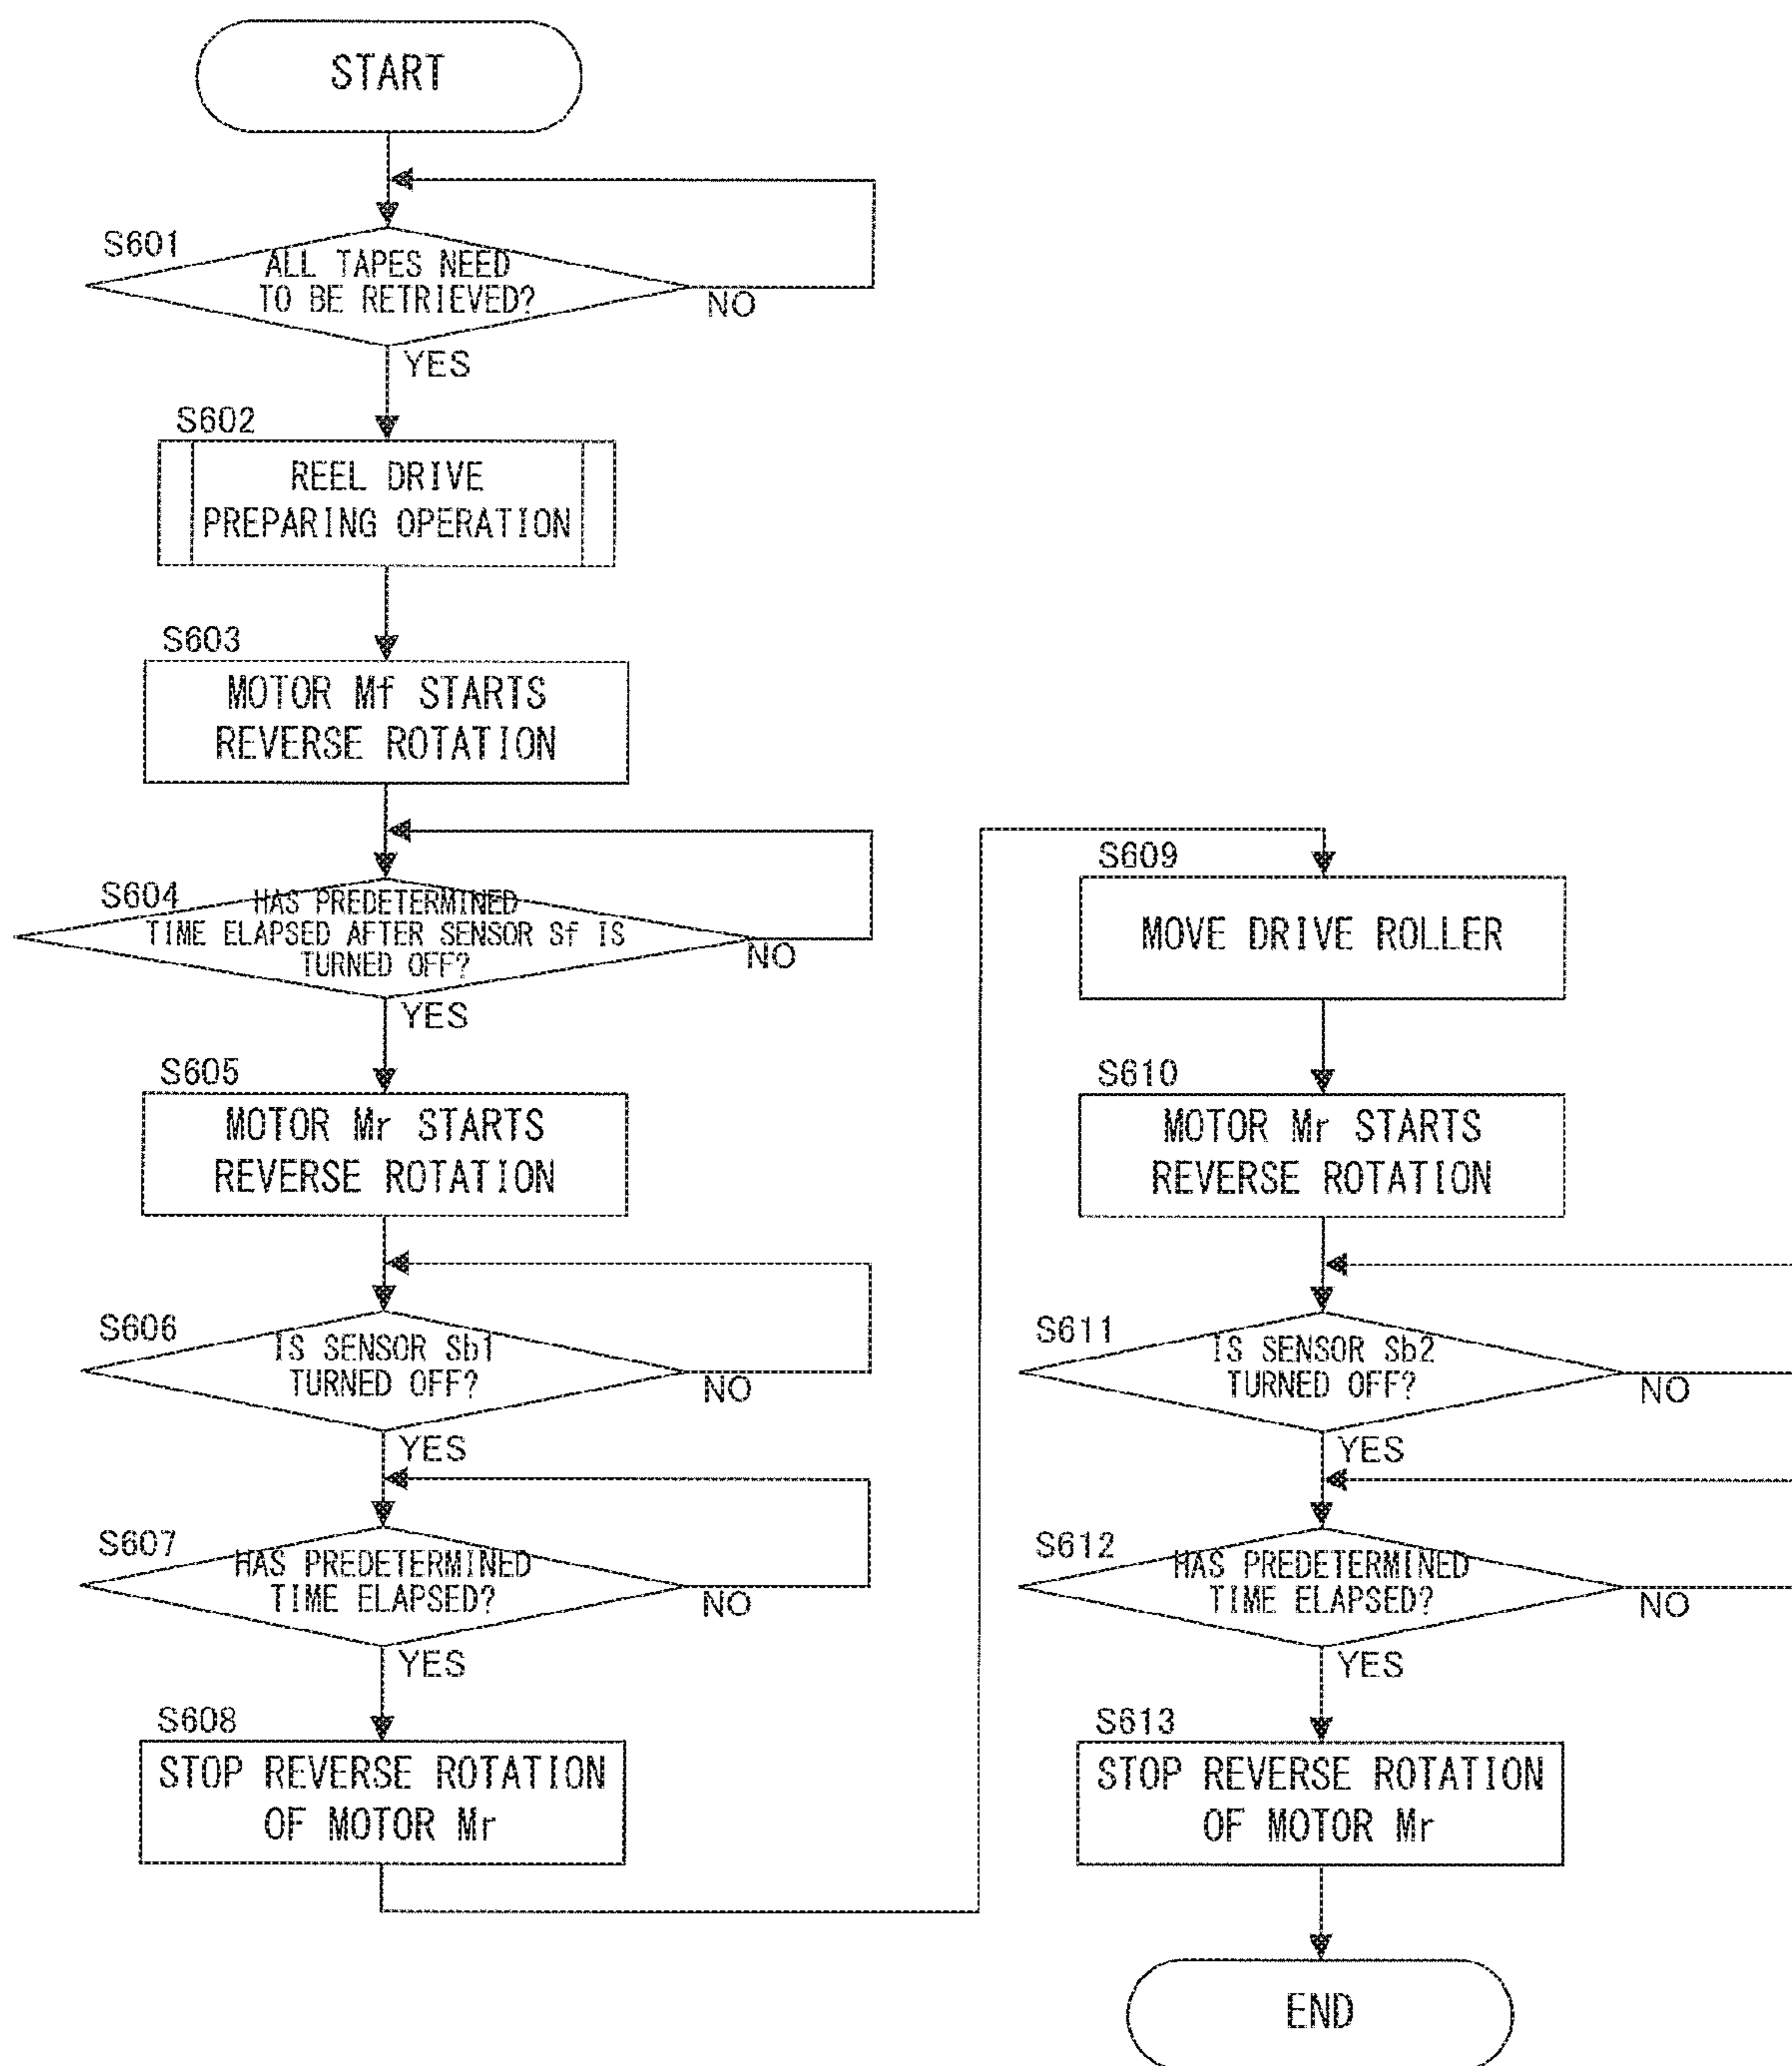 START
S601
ALL TAPES NEED
TO BE RETRIEVED?
NO
YES
S602
REEL DRIVE
PREPARING OPERATION
S603
MOTOR Mf STARTS
REVERSE ROTATION
S604
HAS PREDETERMINED
TIME ELAPSED AFTER SENSOR Sf IS
TURNED OFF?
NO
YES
S605
MOTOR Mr STARTS
REVERSE ROTATION
S606
IS SENSOR Sb1
TURNED OFF?
NO
YES
S607
HAS PREDETERMINED
TIME ELAPSED?
NO
YES
S608
STOP REVERSE ROTATION
OF MOTOR Mr
S609
MOVE DRIVE ROLLER
S610
MOTOR Mr STARTS
REVERSE ROTATION
S611
IS SENSOR Sb2
TURNED OFF?
NO
YES
S612
HAS PREDETERMINED
TIME ELAPSED?
NO
YES
S613
STOP REVERSE ROTATION
OF MOTOR Mr
END